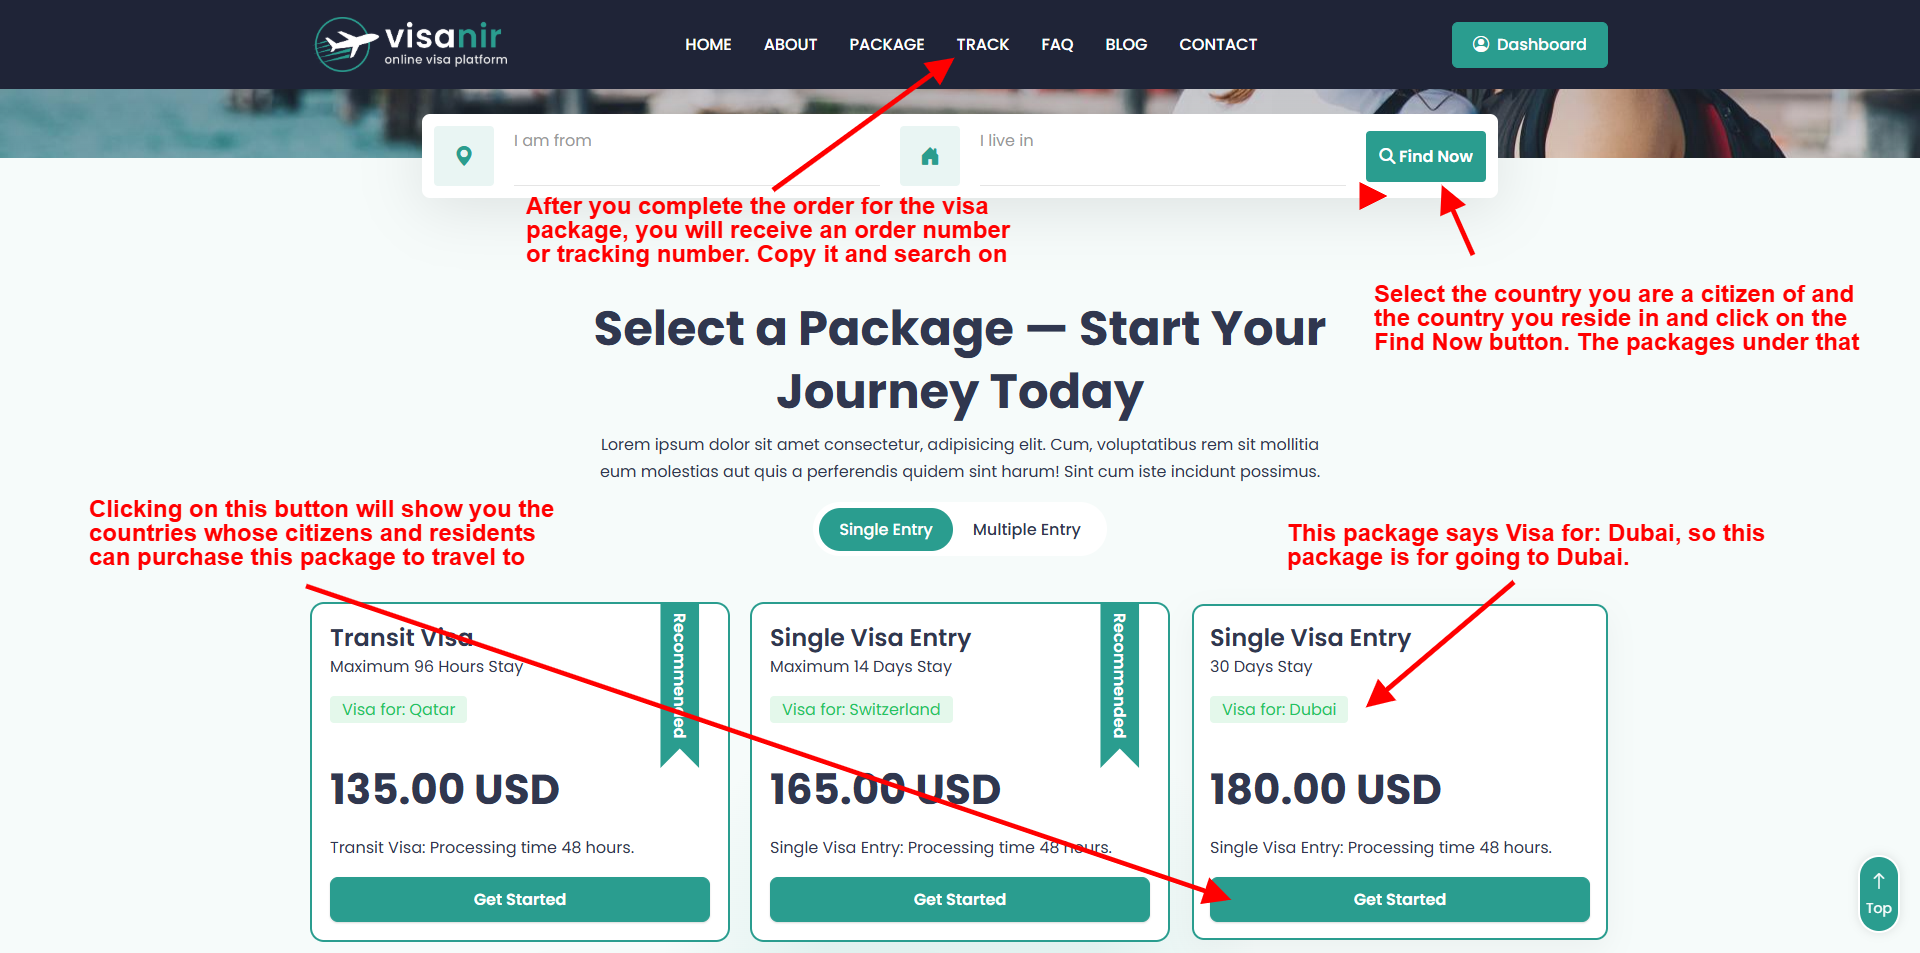 visanir
online visa platform
HOME ABOUT PACKAGE TRACK FAQ BLOG CONTACT
Dashboard
I am from
I live in
Find Now
After you complete the order for the visa
package, you will receive an order number
or tracking number. Copy it and search on
Select the country you are a citizen of and
the country you reside in and click on the
Find Now button. The packages under that
Select a Package — Start Your
Journey Today
Lorem ipsum dolor sit amet consectetur, adipisicing elit. Cum, voluptatibus rem sit mollitia
eum molestias aut quis a perferendis quidem sint harum! Sint cum iste incidunt possimus.
Clicking on this button will show you the
countries whose citizens and residents
can purchase this package to travel to
Single Entry
Multiple Entry
This package says Visa for: Dubai, so this
package is for going to Dubai.
Transit Visa
Maximum 96 Hours Stay
Visa for: Qatar
Recommended
135.00 USD
Transit Visa: Processing time 48 hours.
Get Started
Single Visa Entry
Maximum 14 Days Stay
Visa for: Switzerland
Recommended
165.00 USD
Single Visa Entry: Processing time 48 hours.
Get Started
Single Visa Entry
30 Days Stay
Visa for: Dubai
180.00 USD
Single Visa Entry: Processing time 48 hours.
Get Started
Top